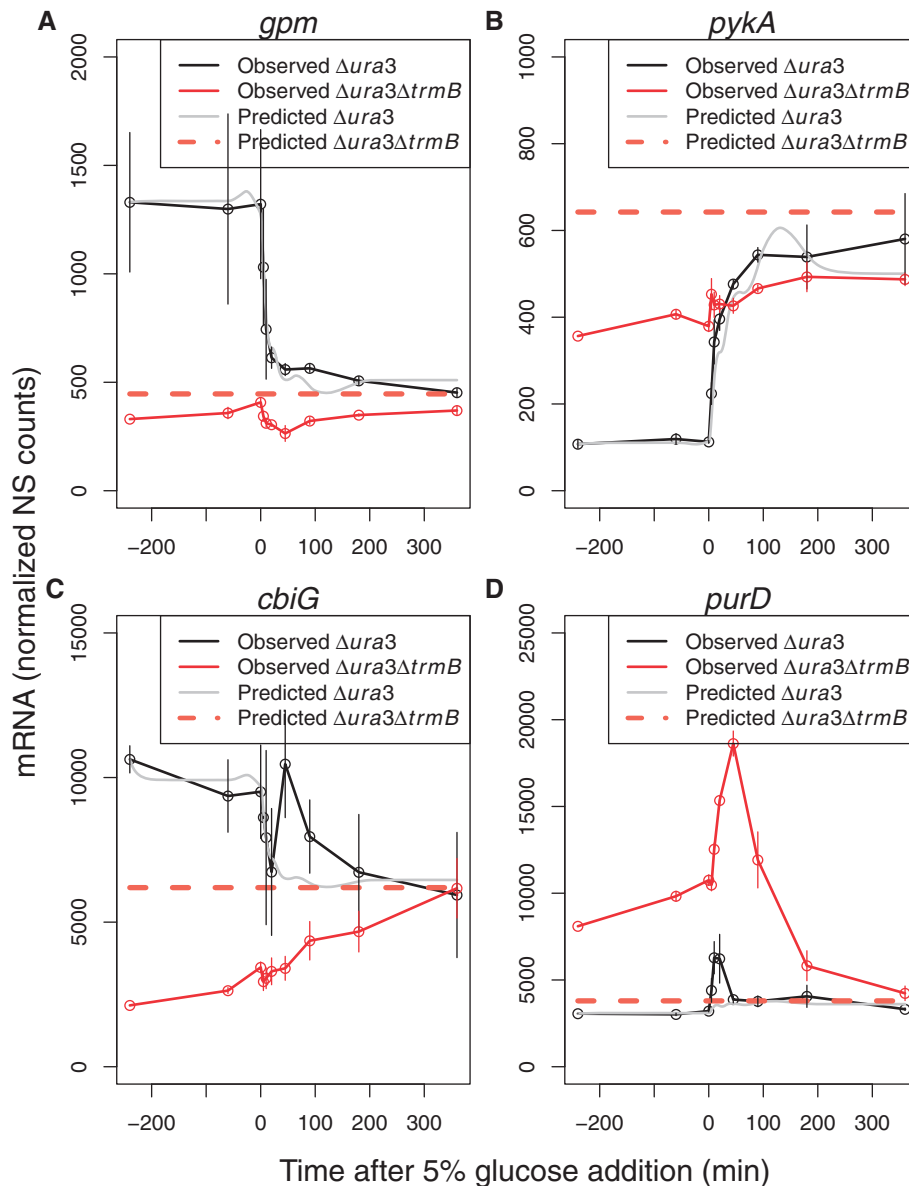 A
gpm
Observed Δura3
Observed Δura3ΔtrmB
Predicted Δura3
Predicted Δura3ΔtrmB
0 500 1000 1500 2000
−200 0 100 200 300
B
pykA
Observed Δura3
Observed Δura3ΔtrmB
Predicted Δura3
Predicted Δura3ΔtrmB
0 200 400 600 800 1000
−200 0 100 200 300
C
cbiG
Observed Δura3
Observed Δura3ΔtrmB
Predicted Δura3
Predicted Δura3ΔtrmB
0 5000 10000 15000
−200 0 100 200 300
D
purD
Observed Δura3
Observed Δura3ΔtrmB
Predicted Δura3
Predicted Δura3ΔtrmB
0 5000 10000 15000 20000 25000
−200 0 100 200 300
mRNA (normalized NS counts)
Time after 5% glucose addition (min)